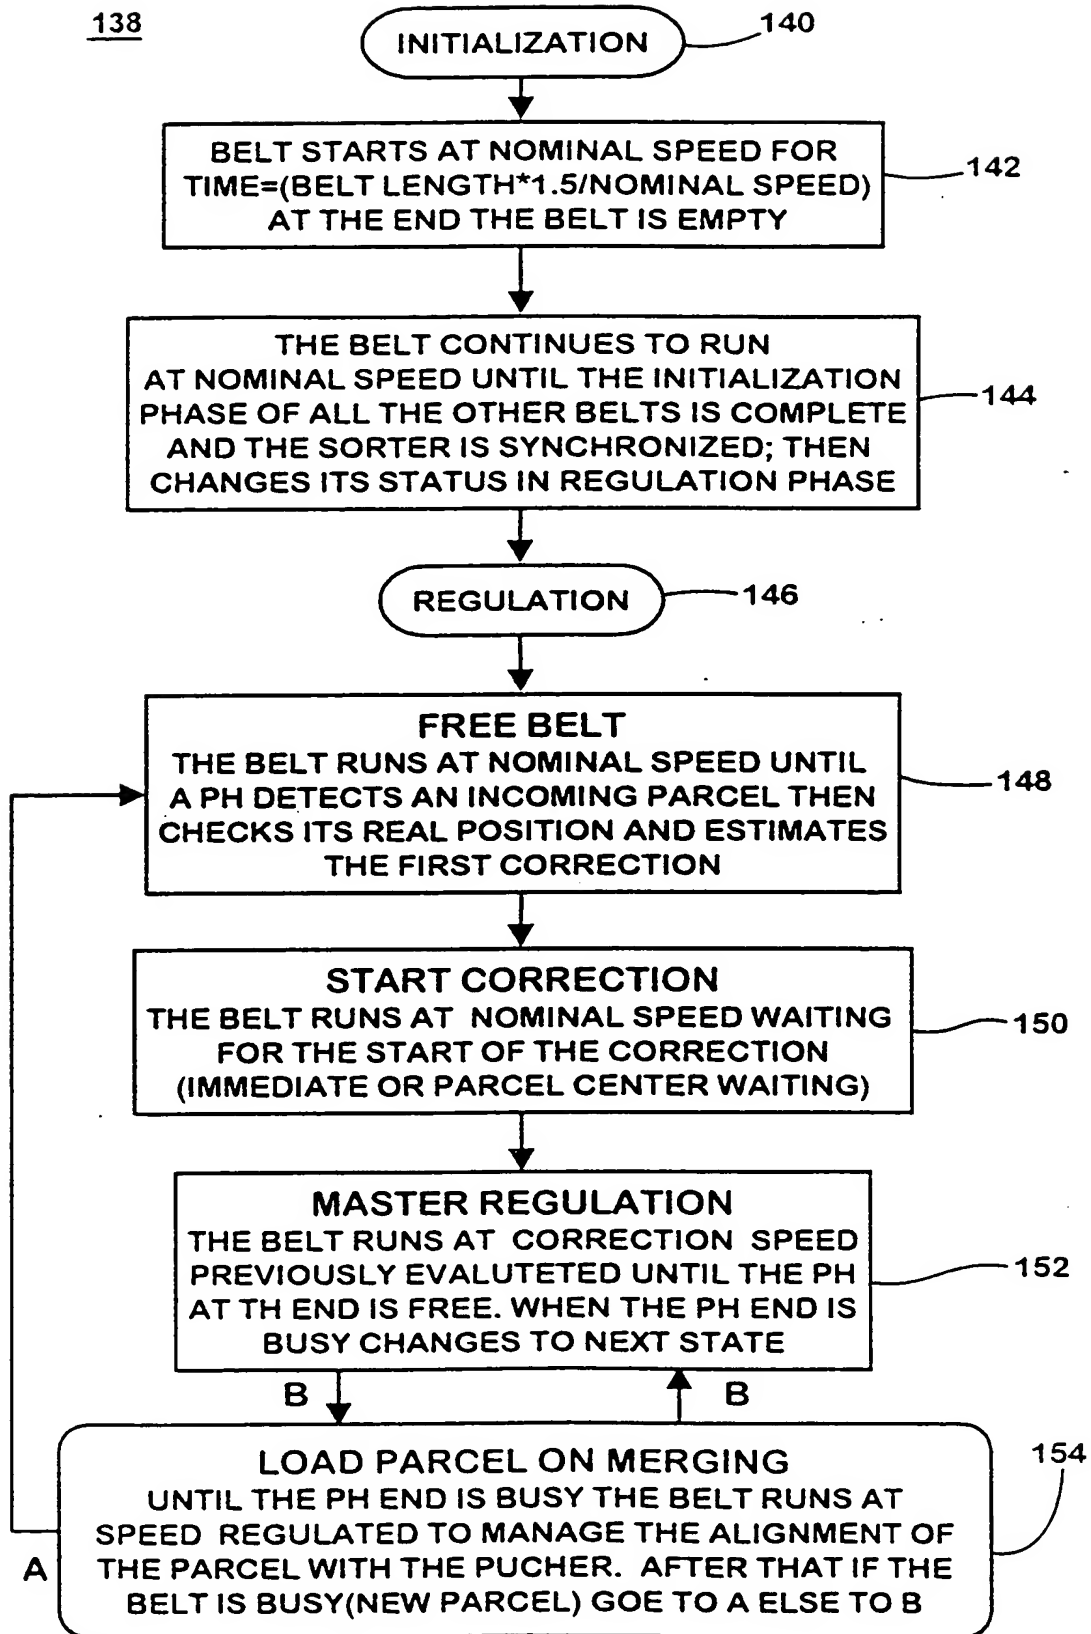 138
INITIALIZATION
140
BELT STARTS AT NOMINAL SPEED FOR
TIME=(BELT LENGTH*1.5/NOMINAL SPEED)
AT THE END THE BELT IS EMPTY
142
THE BELT CONTINUES TO RUN
AT NOMINAL SPEED UNTIL THE INITIALIZATION
PHASE OF ALL THE OTHER BELTS IS COMPLETE
AND THE SORTER IS SYNCHRONIZED; THEN
CHANGES ITS STATUS IN REGULATION PHASE
144
REGULATION
146
FREE BELT
THE BELT RUNS AT NOMINAL SPEED UNTIL
A PH DETECTS AN INCOMING PARCEL THEN
CHECKS ITS REAL POSITION AND ESTIMATES
THE FIRST CORRECTION
148
START CORRECTION
THE BELT RUNS AT NOMINAL SPEED WAITING
FOR THE START OF THE CORRECTION
(IMMEDIATE OR PARCEL CENTER WAITING)
150
MASTER REGULATION
THE BELT RUNS AT CORRECTION SPEED
PREVIOUSLY EVALUTETED UNTIL THE PH
AT TH END IS FREE. WHEN THE PH END IS
BUSY CHANGES TO NEXT STATE
152
B
B
LOAD PARCEL ON MERGING
UNTIL THE PH END IS BUSY THE BELT RUNS AT
SPEED REGULATED TO MANAGE THE ALIGNMENT OF
THE PARCEL WITH THE PUCHER. AFTER THAT IF THE
BELT IS BUSY(NEW PARCEL) GOE TO A ELSE TO B
154
A